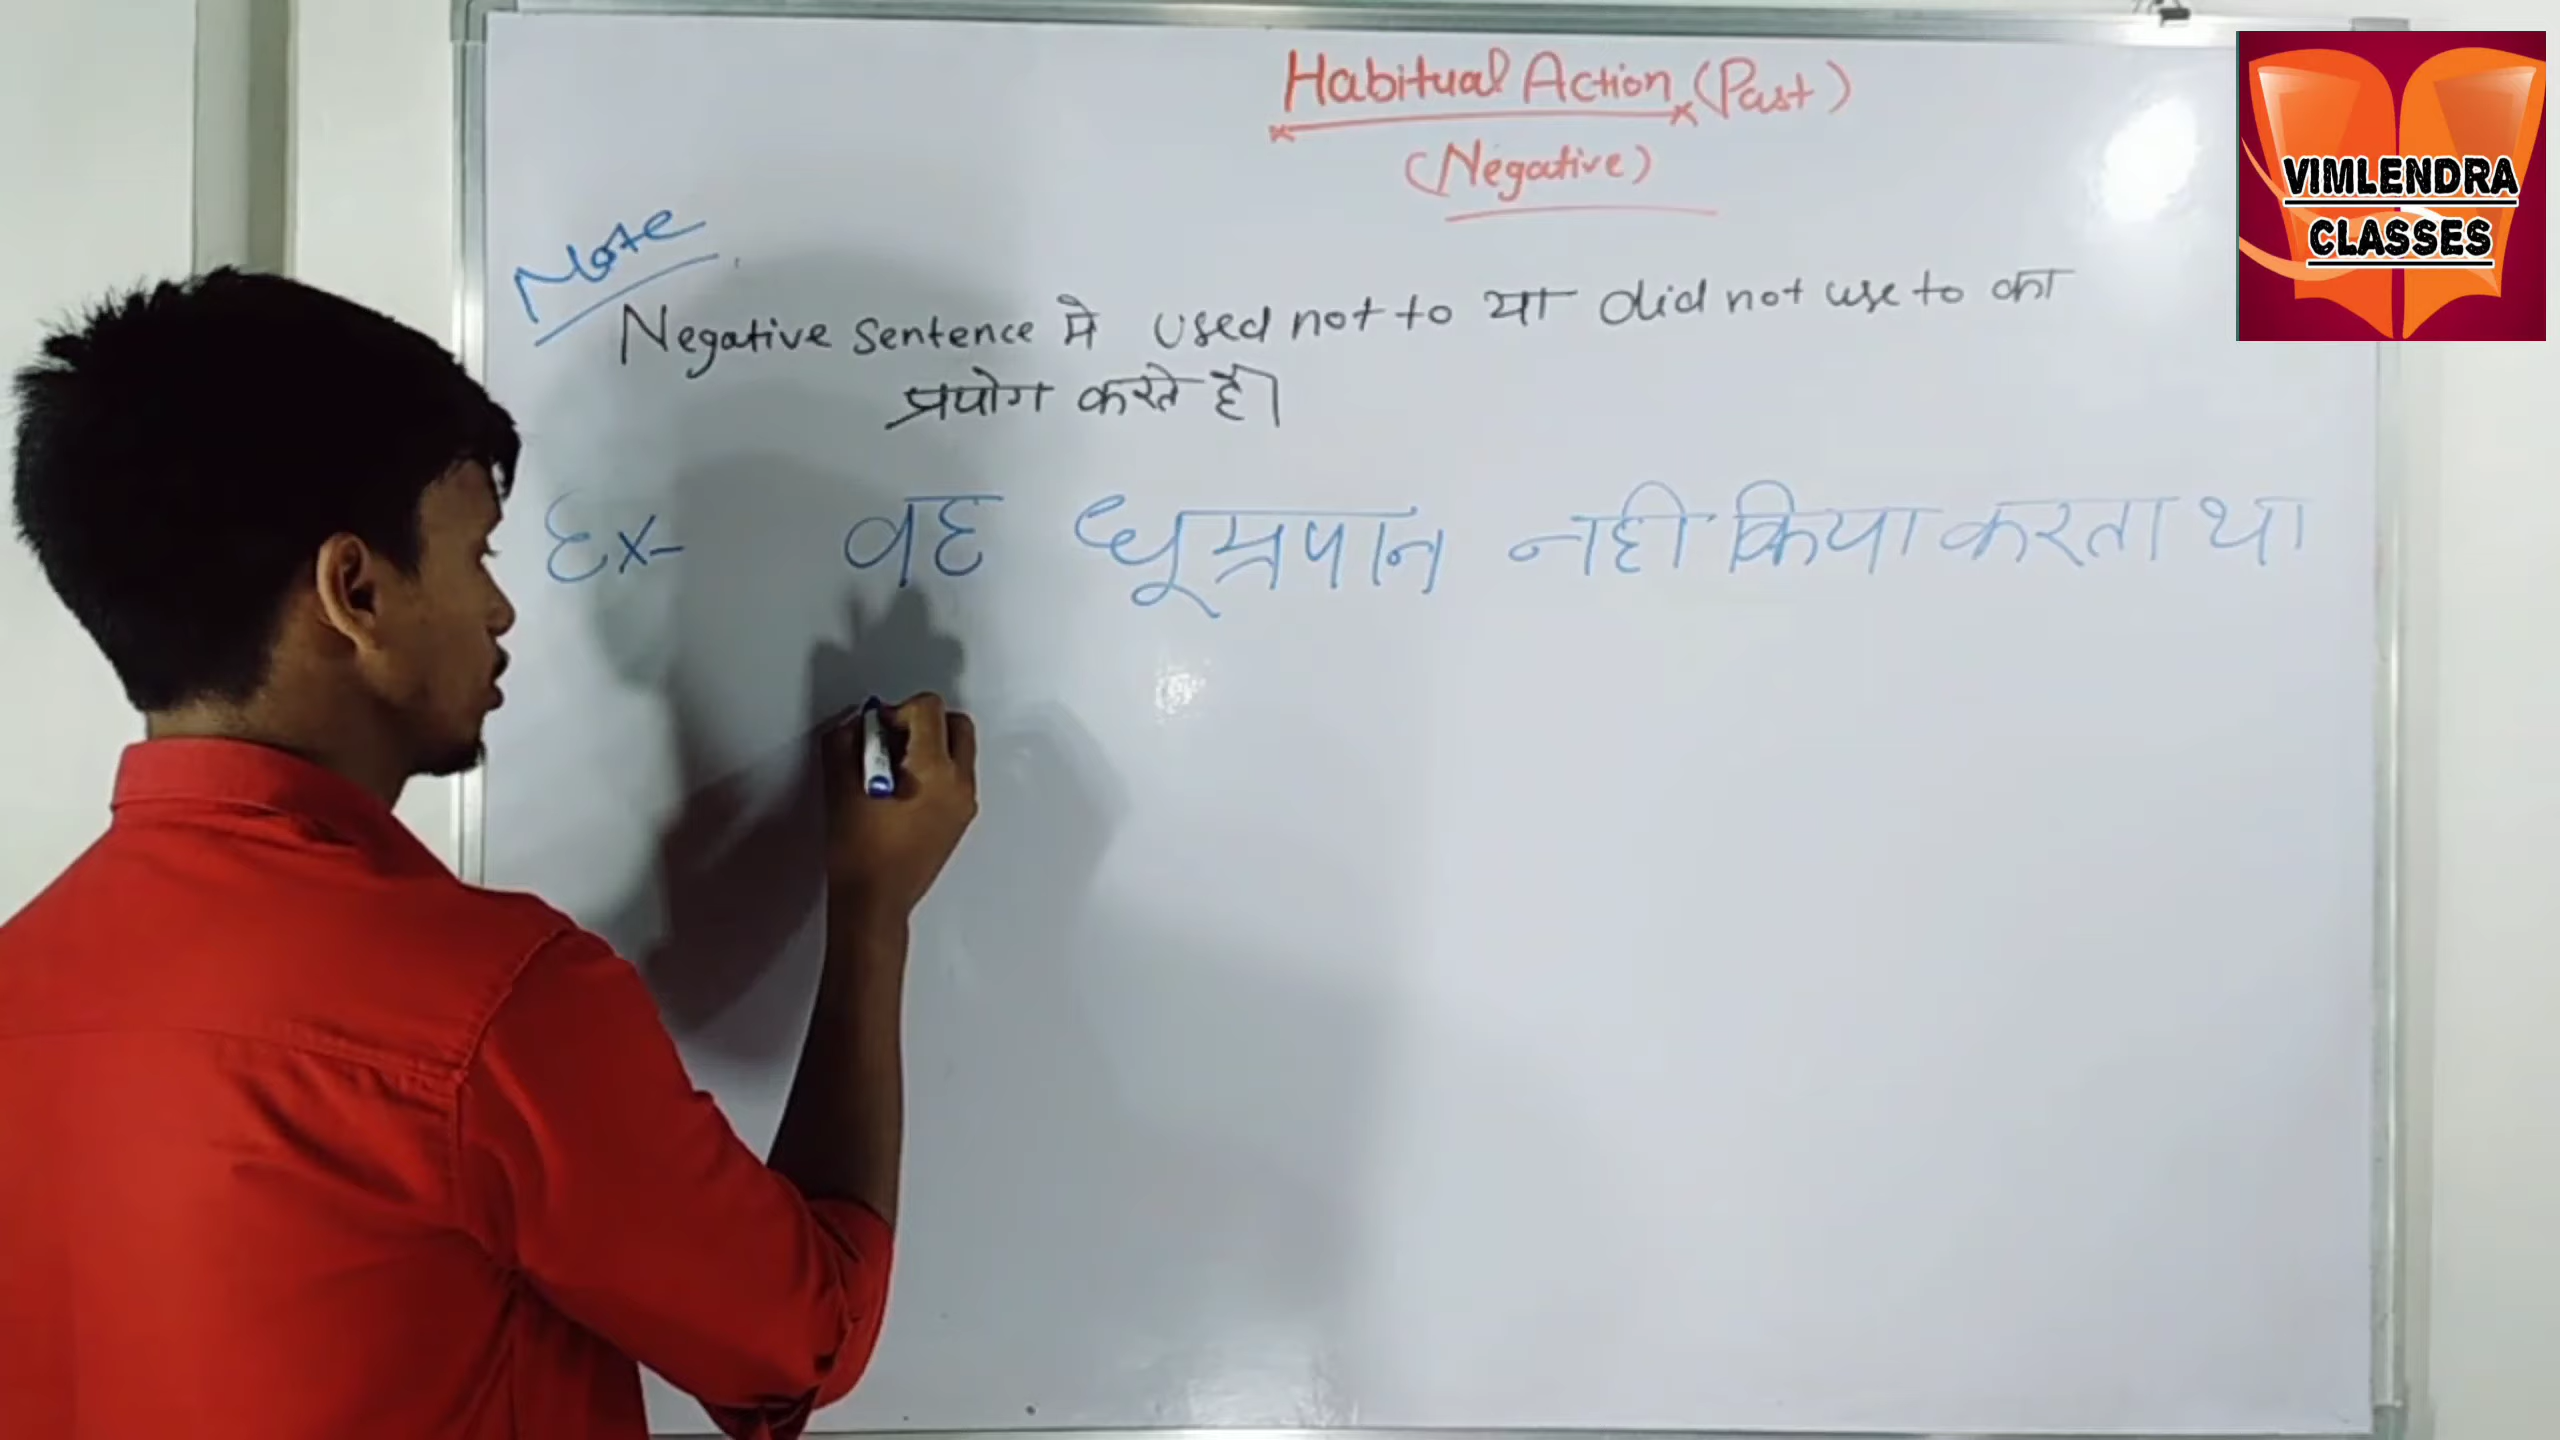 Habitual Action (Past)
(Negative)
Note
Negative Sentence मे used not to या did not use to का
प्रयोग करते हैं।
Ex- वह धूम्रपान नही किया करता था
VIMLENDRA
CLASSES